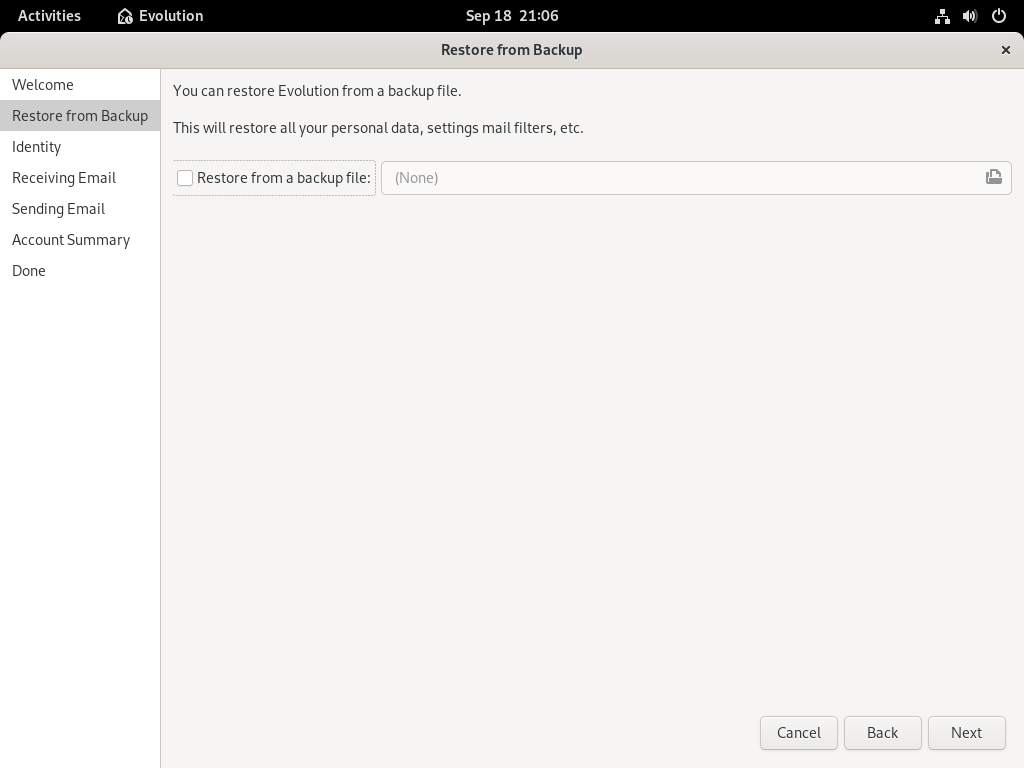 Activities
Evolution
Sep 18 21:06
Restore from Backup
Welcome
Restore from Backup
Identity
Receiving Email
Sending Email
Account Summary
Done
You can restore Evolution from a backup file.
This will restore all your personal data, settings mail filters, etc.
Restore from a backup file:
(None)
Cancel
Back
Next